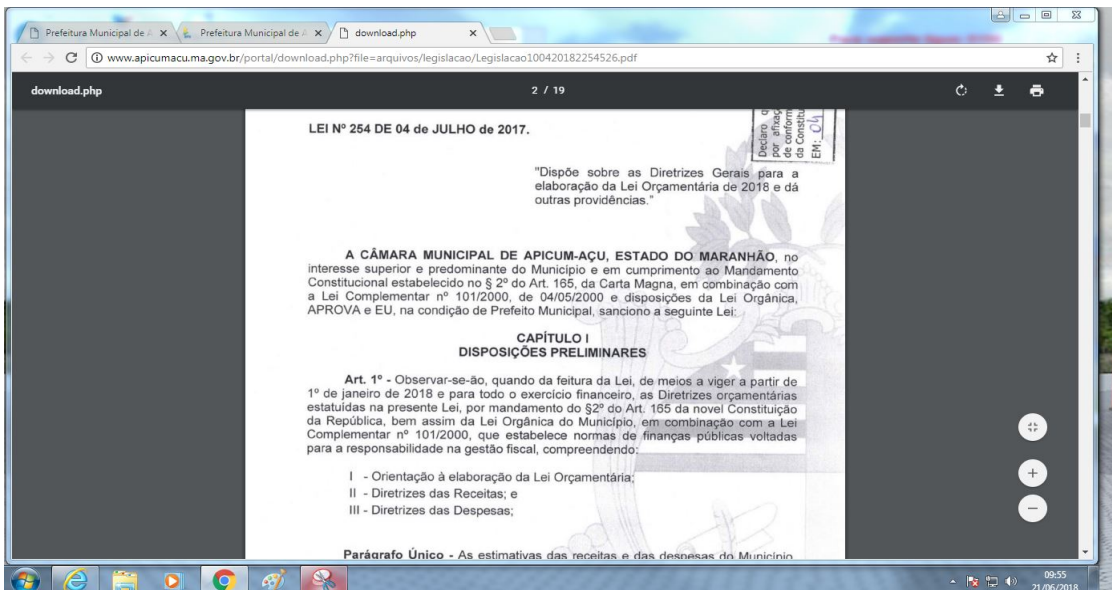 Prefeitura Municipal de A
Prefeitura Municipal de A
download.php
www.apicumacu.ma.gov.br/portal/download.php?file=arquivos/legislacao/Legislacao100420182254526.pdf
download.php
2 / 19
LEI Nº 254 DE 04 de JULHO de 2017.
Declaro q
por afixaç
de conform
da Constitu
EM: 04
"Dispõe sobre as Diretrizes Gerais para a
elaboração da Lei Orçamentária de 2018 e dá
outras providências."
A CÂMARA MUNICIPAL DE APICUM-AÇU, ESTADO DO MARANHÃO, no
interesse superior e predominante do Município e em cumprimento ao Mandamento
Constitucional estabelecido no § 2º do Art. 165, da Carta Magna, em combinação com
a Lei Complementar nº 101/2000, de 04/05/2000 e disposições da Lei Orgânica,
APROVA e EU, na condição de Prefeito Municipal, sanciono a seguinte Lei:
CAPÍTULO I
DISPOSIÇÕES PRELIMINARES
Art. 1º - Observar-se-ão, quando da feitura da Lei, de meios a viger a partir de
1º de janeiro de 2018 e para todo o exercício financeiro, as Diretrizes orçamentárias
estatuídas na presente Lei, por mandamento do §2º do Art. 165 da novel Constituição
da República, bem assim da Lei Orgânica do Município, em combinação com a Lei
Complementar nº 101/2000, que estabelece normas de finanças públicas voltadas
para a responsabilidade na gestão fiscal, compreendendo:
I - Orientação à elaboração da Lei Orçamentária;
II - Diretrizes das Receitas; e
III - Diretrizes das Despesas;
Parágrafo Único - As estimativas das receitas e das despesas do Município,
09:55
21/06/2018